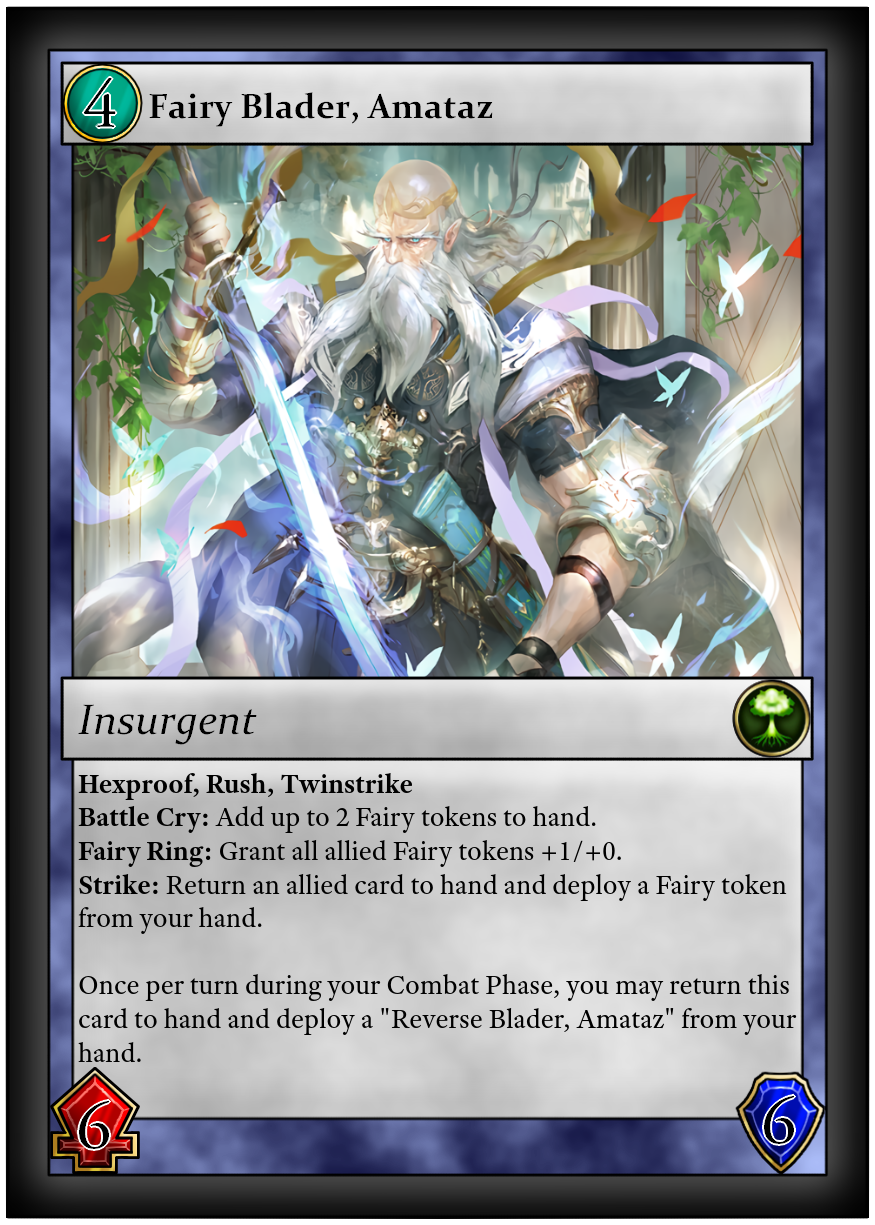 4 Fairy Blader, Amataz
Insurgent
Hexproof, Rush, Twinstrike
Battle Cry: Add up to 2 Fairy tokens to hand.
Fairy Ring: Grant all allied Fairy tokens +1/+0.
Strike: Return an allied card to hand and deploy a Fairy token
from your hand.
Once per turn during your Combat Phase, you may return this
card to hand and deploy a "Reverse Blader, Amataz" from your
hand.
6 6